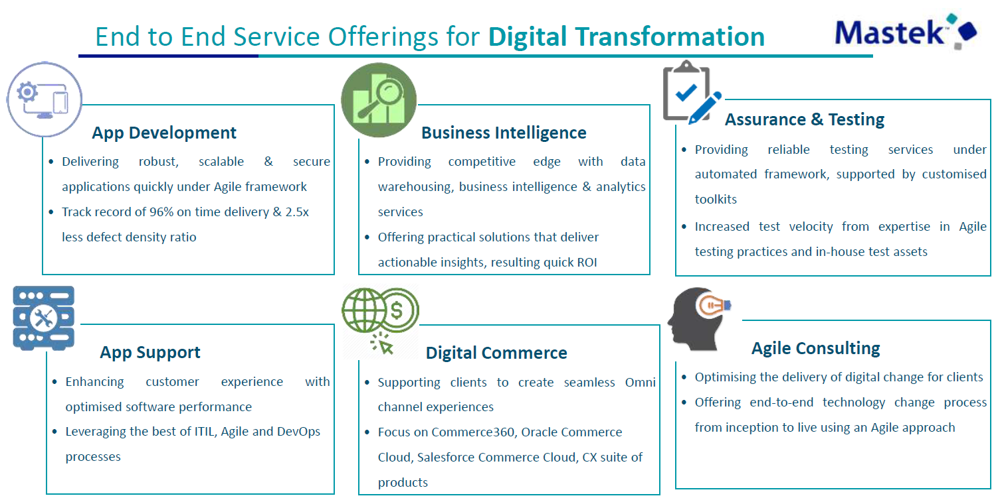 End to End Service Offerings for Digital Transformation
Mastek™
App Development
• Delivering robust, scalable & secure
applications quickly under Agile framework
• Track record of 96% on time delivery & 2.5x
less defect density ratio
Business Intelligence
• Providing competitive edge with data
warehousing, business intelligence & analytics
services
• Offering practical solutions that deliver
actionable insights, resulting quick ROI
Assurance & Testing
• Providing reliable testing services under
automated framework, supported by customised
toolkits
• Increased test velocity from expertise in Agile
testing practices and in-house test assets
App Support
• Enhancing customer experience with
optimised software performance
• Leveraging the best of ITIL, Agile and DevOps
processes
Digital Commerce
• Supporting clients to create seamless Omni
channel experiences
• Focus on Commerce360, Oracle Commerce
Cloud, Salesforce Commerce Cloud, CX suite of
products
Agile Consulting
• Optimising the delivery of digital change for clients
• Offering end-to-end technology change process
from inception to live using an Agile approach